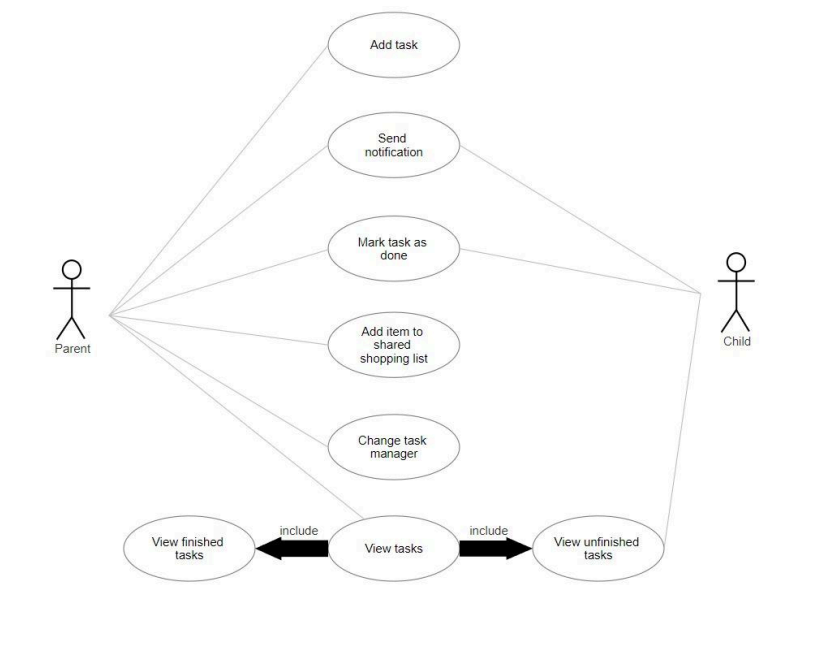 Add task
Send
notification
Mark task as
done
Parent
Child
Add item to
shared
shopping list
Change task
manager
View finished
tasks
include
View tasks
include
View unfinished
tasks